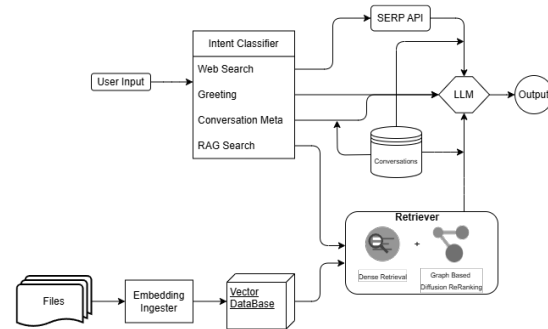 SERP API
Intent Classifier
Web Search
Greeting
Conversation Meta
RAG Search
User Input
LLM
Output
Conversations
Retriever
+
Dense Retrieval
Graph Based
Diffusion ReRanking
Files
Embedding
Ingester
Vector
DataBase